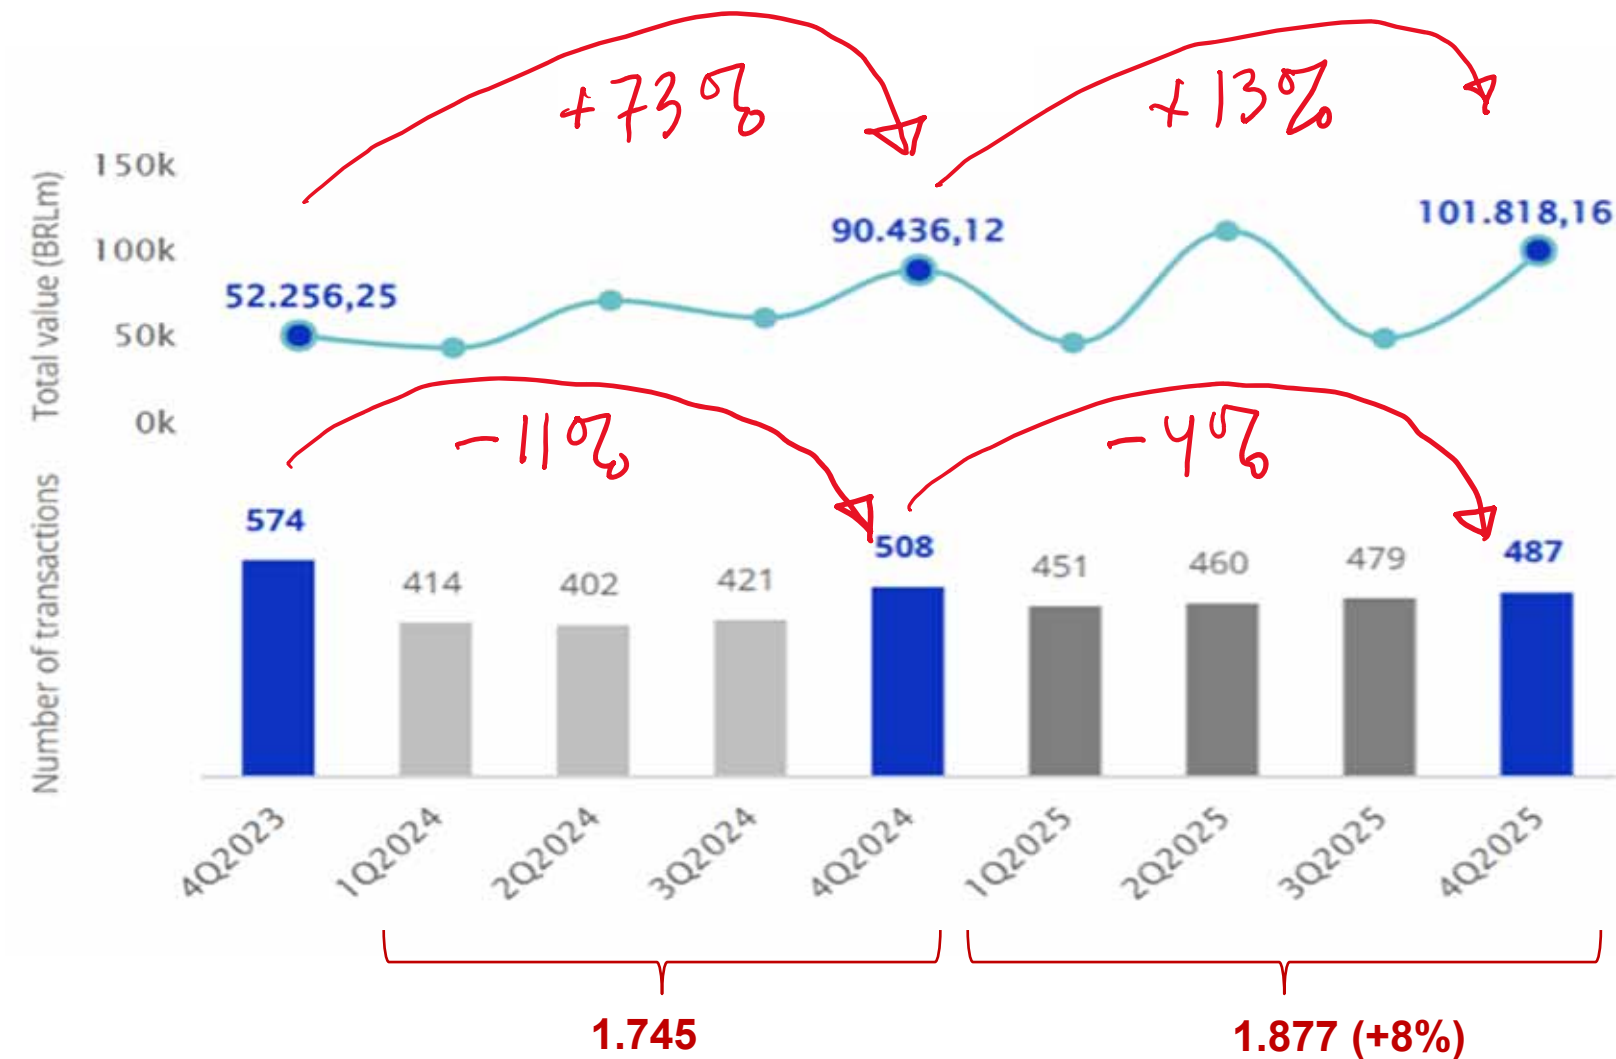 +73%
+13%
Total value (BRLm)
150k
100k
50k
0k
52.256,25
90.436,12
101.818,16
-11%
-4%
Number of transactions
574
414
402
421
508
451
460
479
487
4Q2023
1Q2024
2Q2024
3Q2024
4Q2024
1Q2025
2Q2025
3Q2025
4Q2025
1.745
1.877 (+8%)